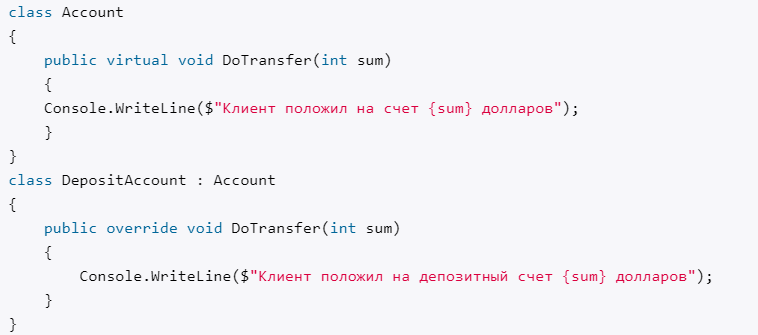 class Account
{
    public virtual void DoTransfer(int sum)
    {
    Console.WriteLine($"Клиент положил на счет {sum} долларов");
    }
}
class DepositAccount : Account
{
    public override void DoTransfer(int sum)
    {
        Console.WriteLine($"Клиент положил на депозитный счет {sum} долларов");
    }
}